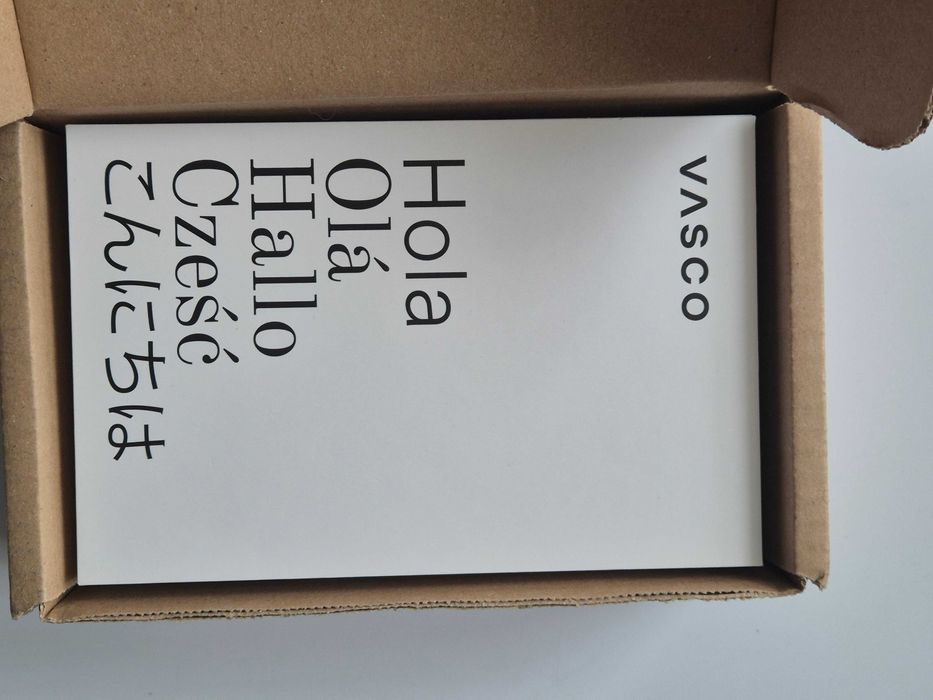 VASCO
Hola
Olá
Hallo
Cześć
こんにちは